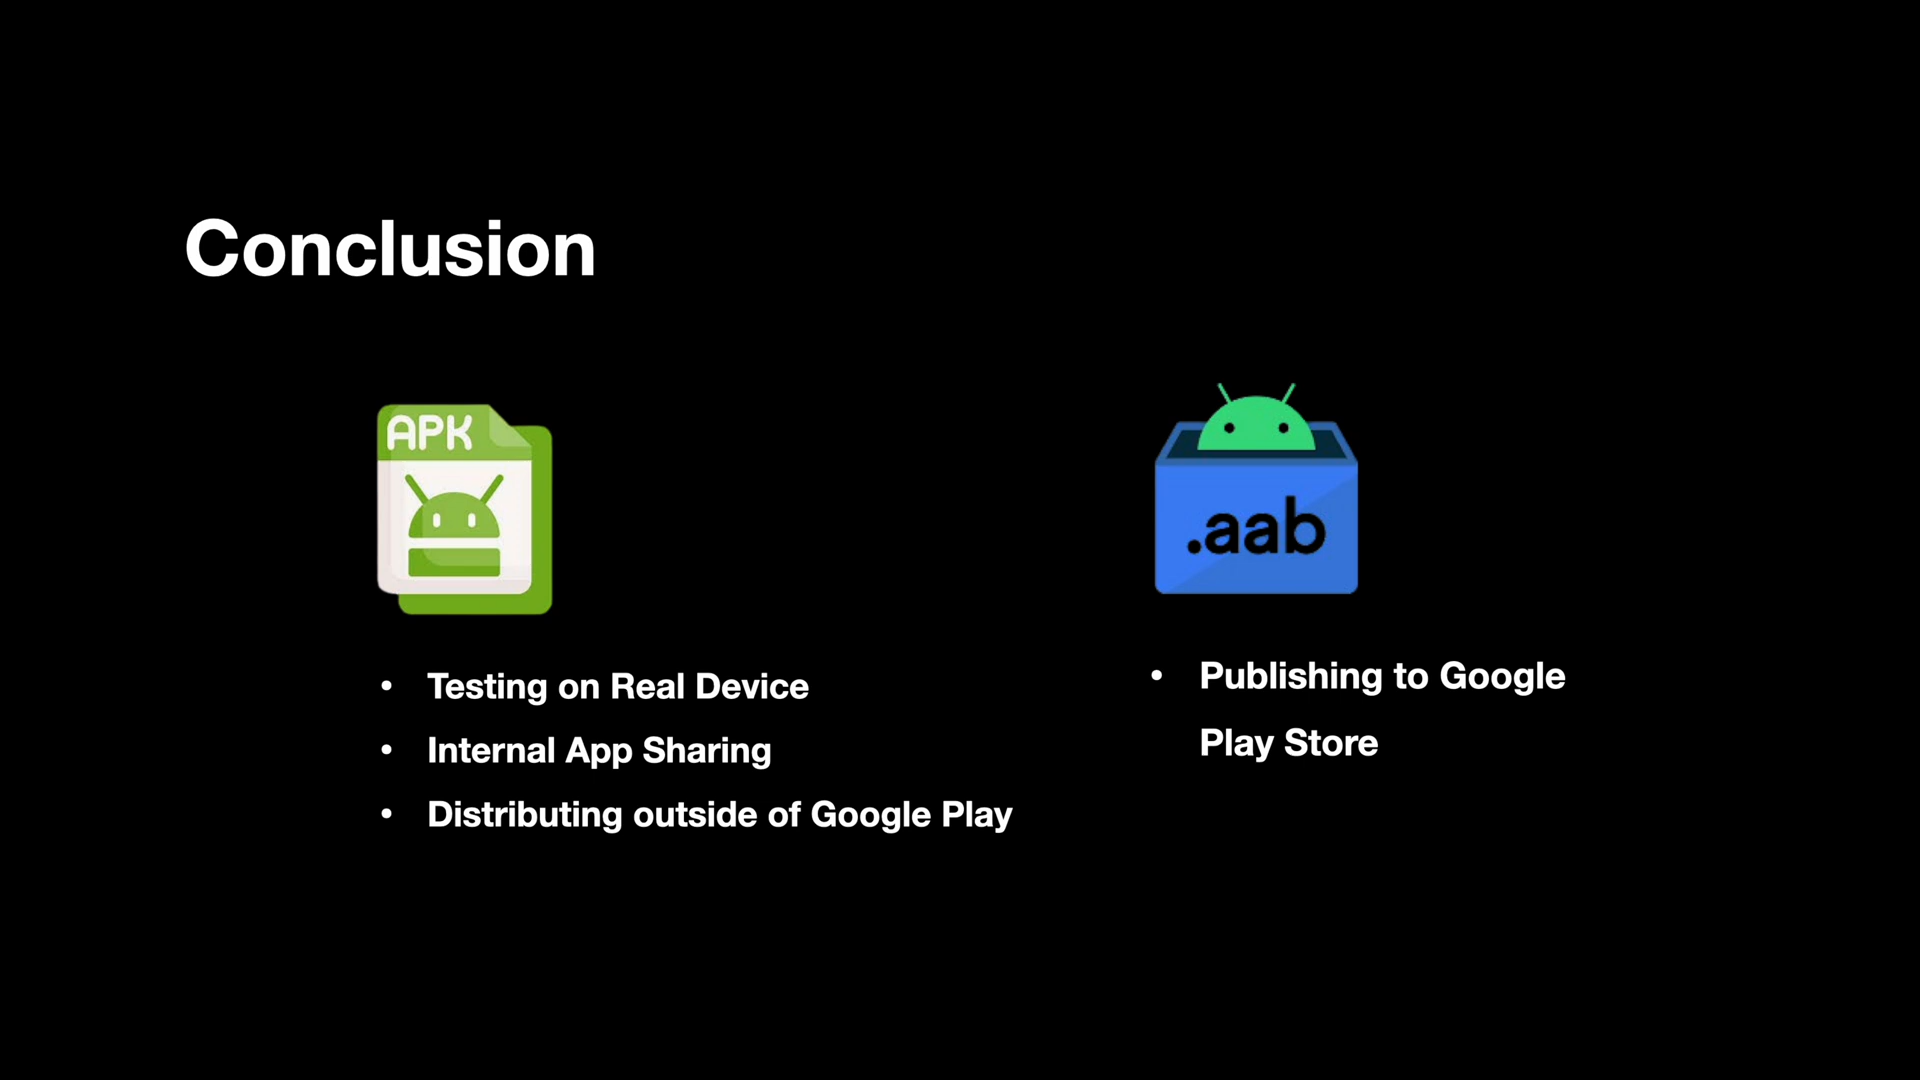 Conclusion
APK
.aab
• Testing on Real Device
• Internal App Sharing
• Distributing outside of Google Play
• Publishing to Google
Play Store